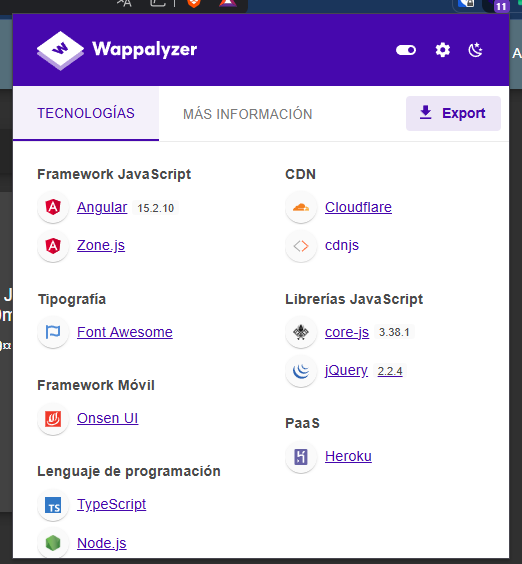 11
Wappalyzer
TECNOLOGÍAS
MÁS INFORMACIÓN
Export
Framework JavaScript
Angular 15.2.10
Zone.js
Tipografía
Font Awesome
Framework Móvil
Onsen UI
Lenguaje de programación
TypeScript
Node.js
CDN
Cloudflare
cdnjs
Librerías JavaScript
core-js 3.38.1
jQuery 2.2.4
PaaS
Heroku